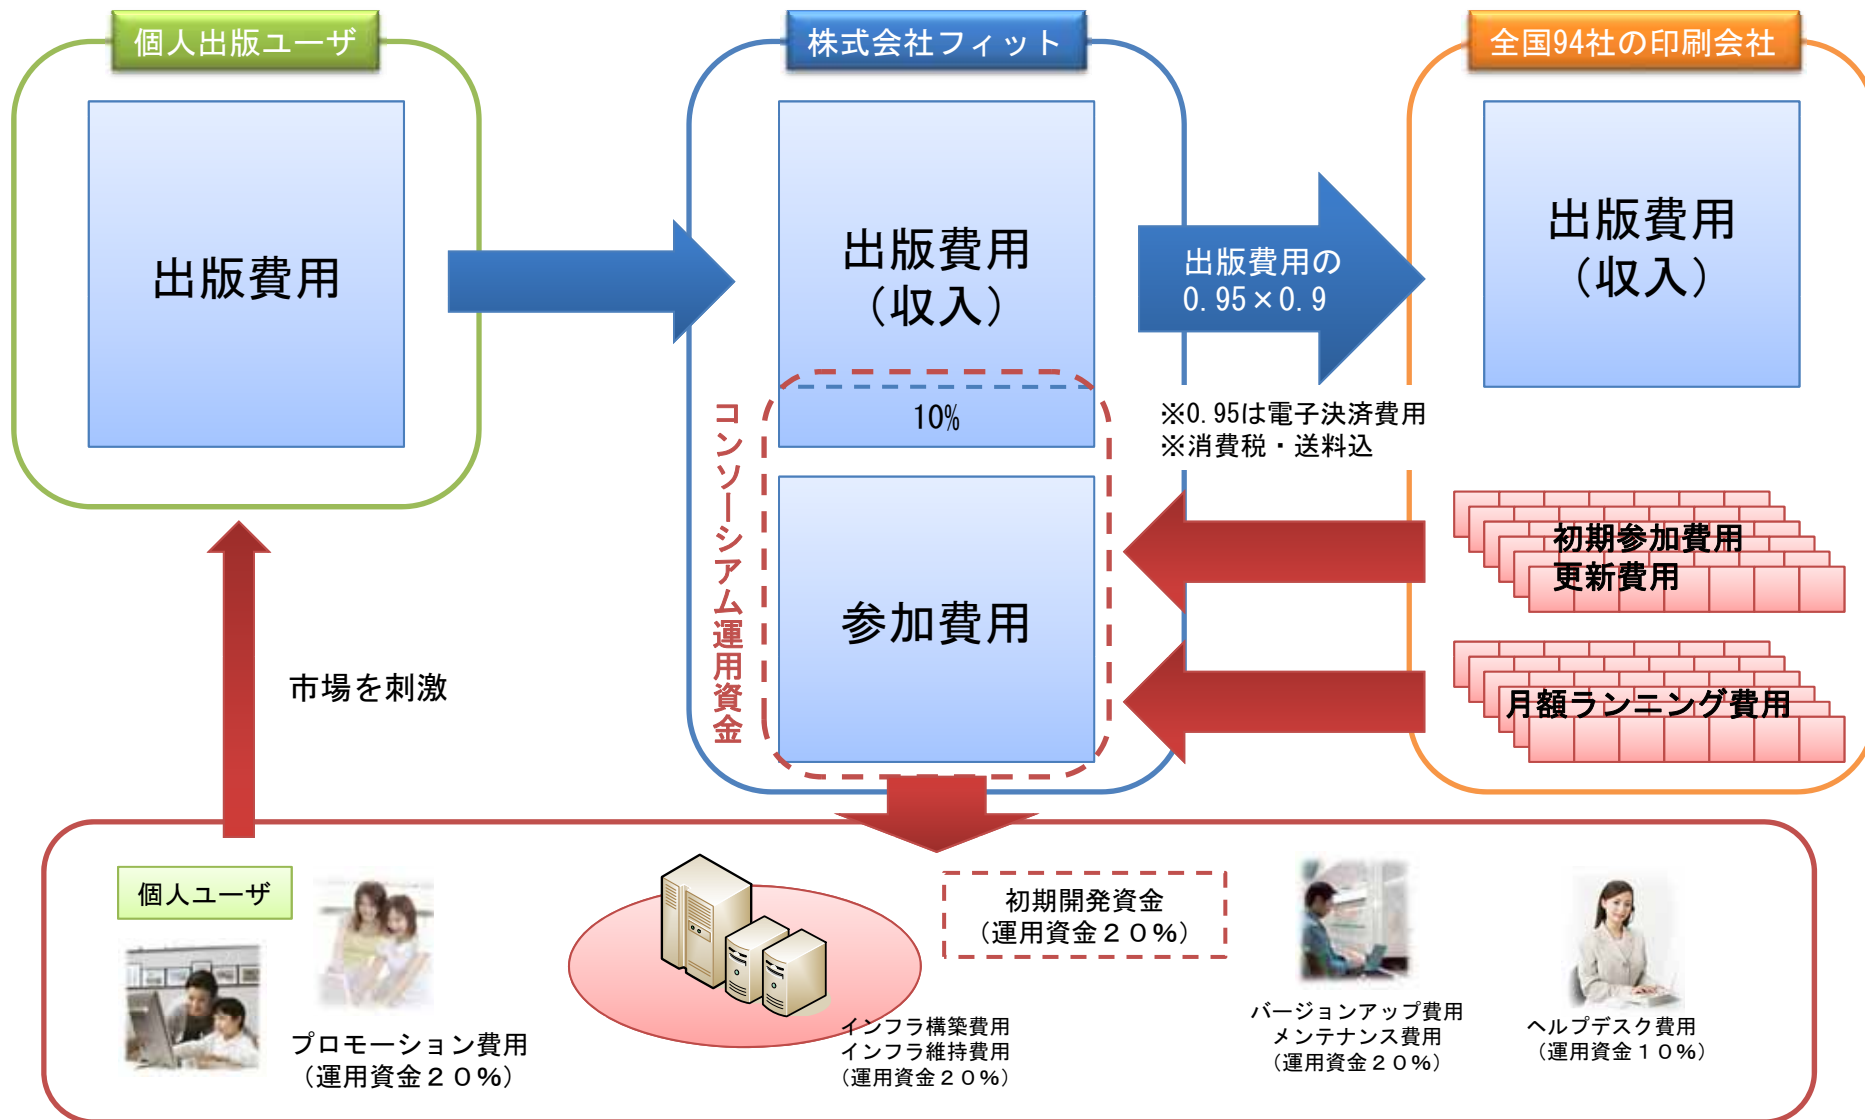 個人出版ユーザ
株式会社フィット
全国94社の印刷会社
出版費用
出版費用
（収入）
10%
出版費用の
0.95×0.9
出版費用
（収入）
※0.95は電子決済費用
※消費税・送料込
コンソーシアム運用資金
参加費用
初期参加費用
更新費用
月額ランニング費用
市場を刺激
個人ユーザ
プロモーション費用
（運用資金２０％）
インフラ構築費用
インフラ維持費用
（運用資金２０％）
初期開発資金
（運用資金２０％）
バージョンアップ費用
メンテナンス費用
（運用資金２０％）
ヘルプデスク費用
（運用資金１０％）